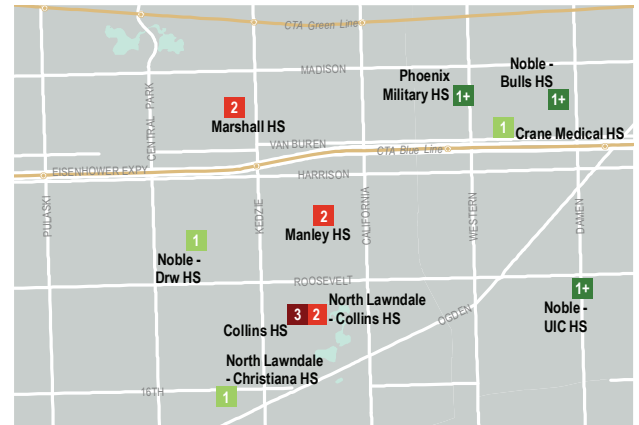 CTA Green Line
MADISON
Phoenix
Military HS
1+
Noble -
Bulls HS
1+
2
Marshall HS
1
Crane Medical HS
CENTRAL PARK
VAN BUREN
CTA Blue Line
EISENHOWER EXPY
HARRISON
PULASKI
KEDZIE
CALIFORNIA
WESTERN
DAMEN
2
Manley HS
1
Noble -
Drw HS
ROOSEVELT
1+
Noble -
UIC HS
3
2
Collins HS
North Lawndale
- Collins HS
OGDEN
North Lawndale
- Christiana HS
16TH
1